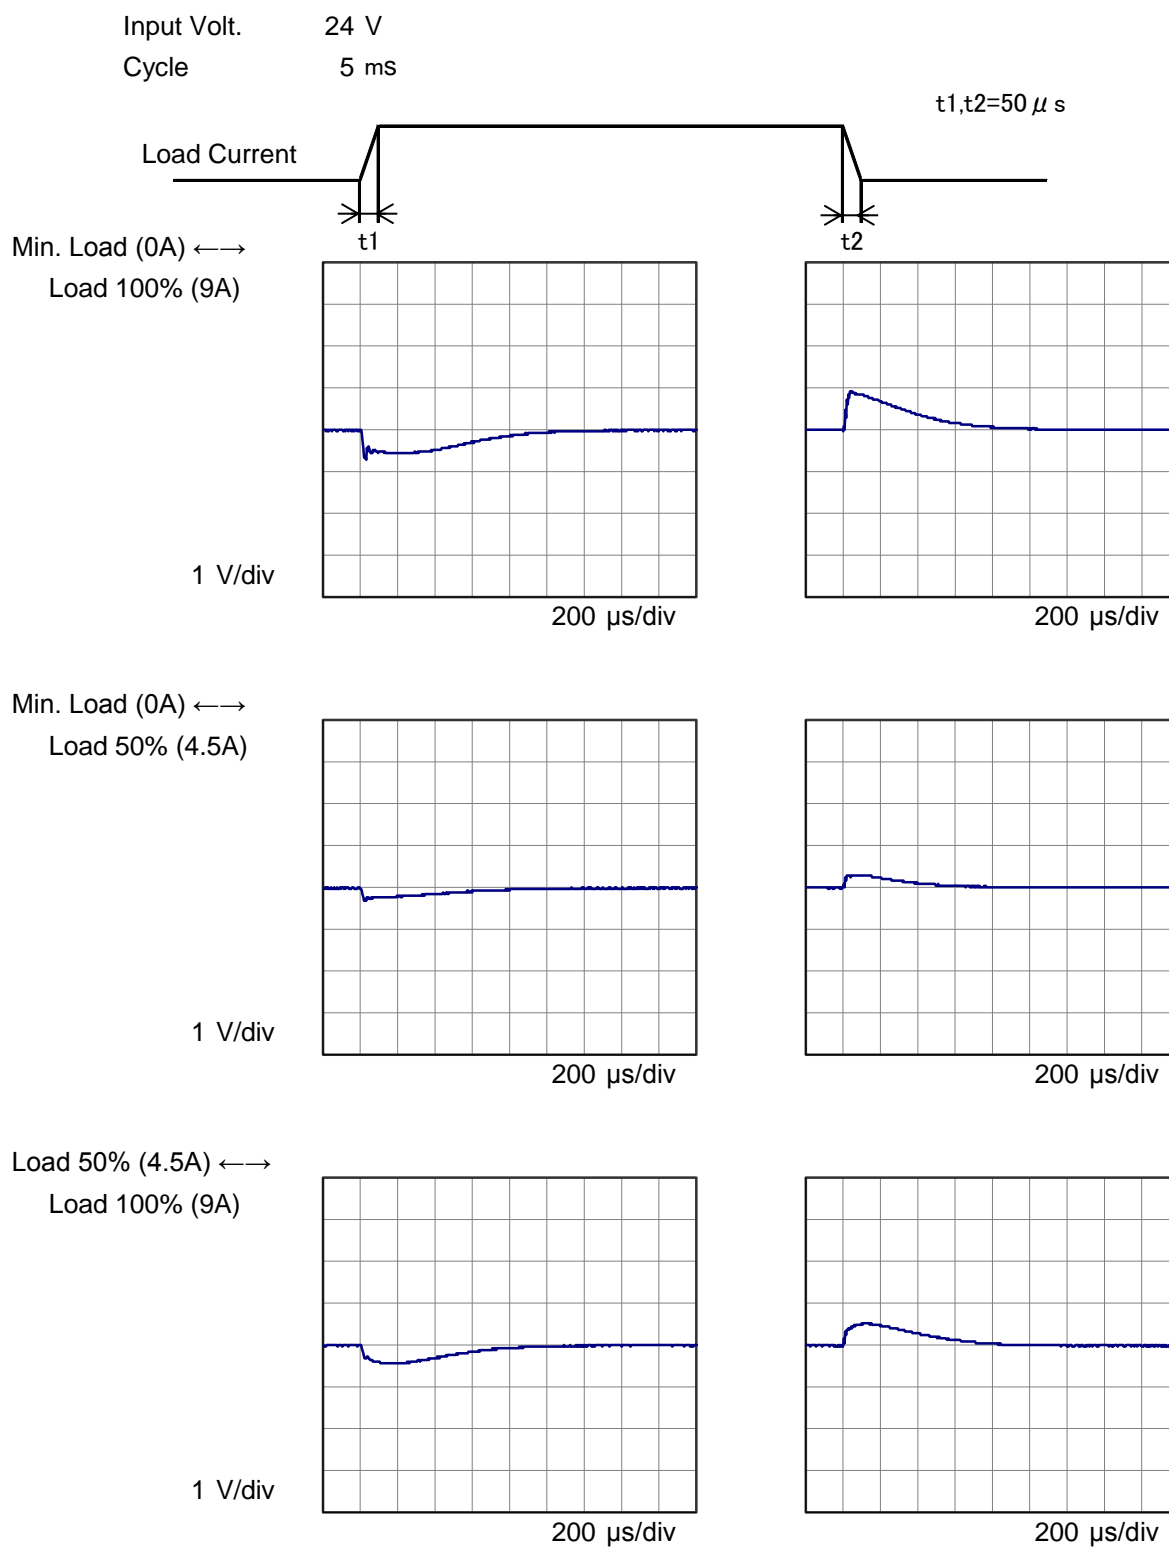 Input Volt. 24 V
Cycle 5 ms
t1,t2=50 μ s
Load Current
t1 t2
Min. Load (0A) ←→
Load 100% (9A)
1 V/div
200 µs/div 200 µs/div
Min. Load (0A) ←→
Load 50% (4.5A)
1 V/div
200 µs/div 200 µs/div
Load 50% (4.5A) ←→
Load 100% (9A)
1 V/div
200 µs/div 200 µs/div